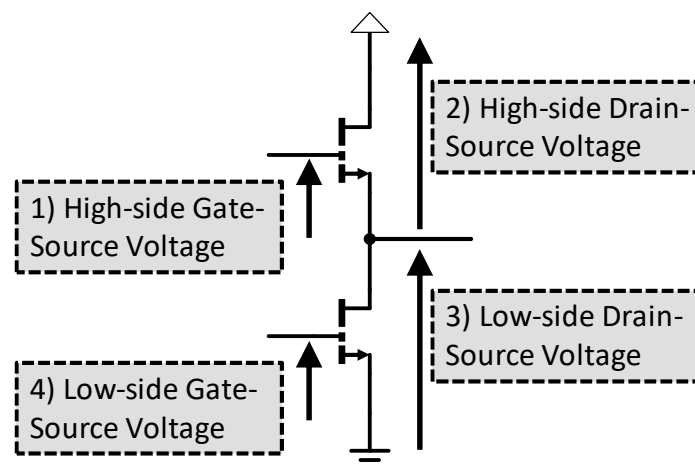 2) High-side Drain-
Source Voltage
1) High-side Gate-
Source Voltage
3) Low-side Drain-
Source Voltage
4) Low-side Gate-
Source Voltage